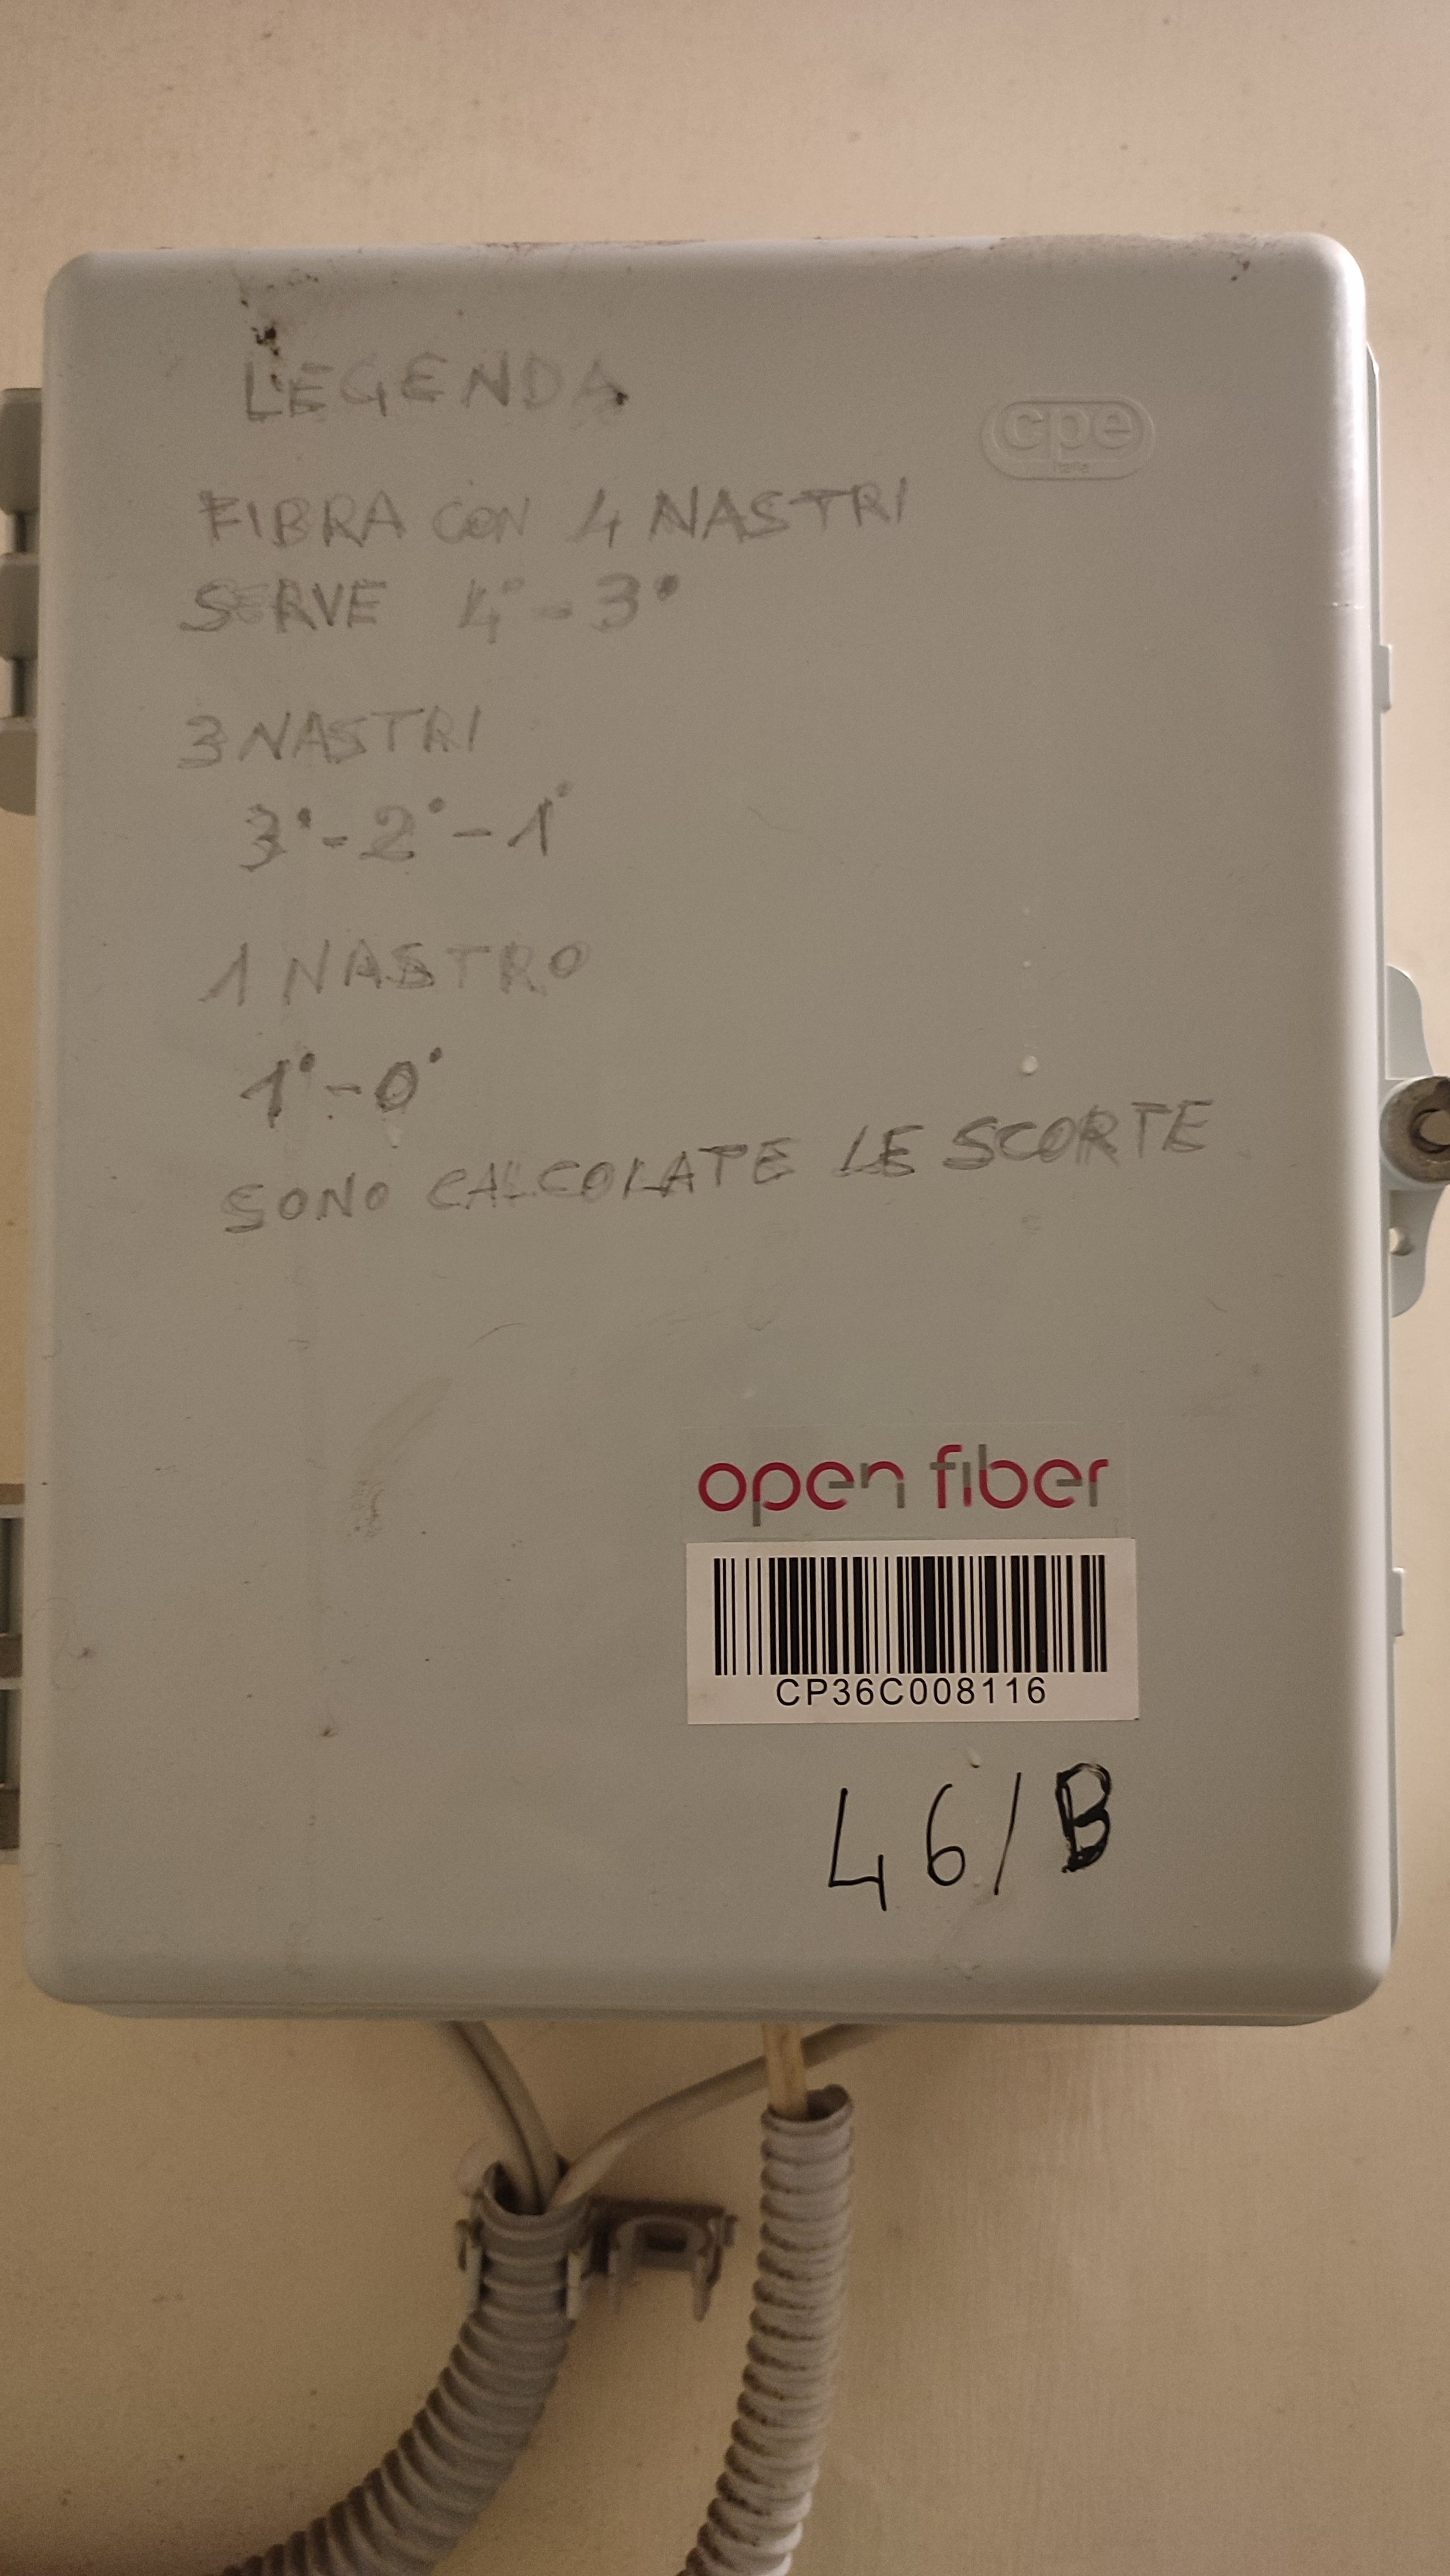 LEGENDA
cpe
FIBRA CON 4 NASTRI
SERVE 4° - 3°
3 NASTRI
3° - 2° - 1°
1 NASTRO
1° - 0°
SONO CALCOLATE LE SCORTE
open fiber
CP36C008116
46/B